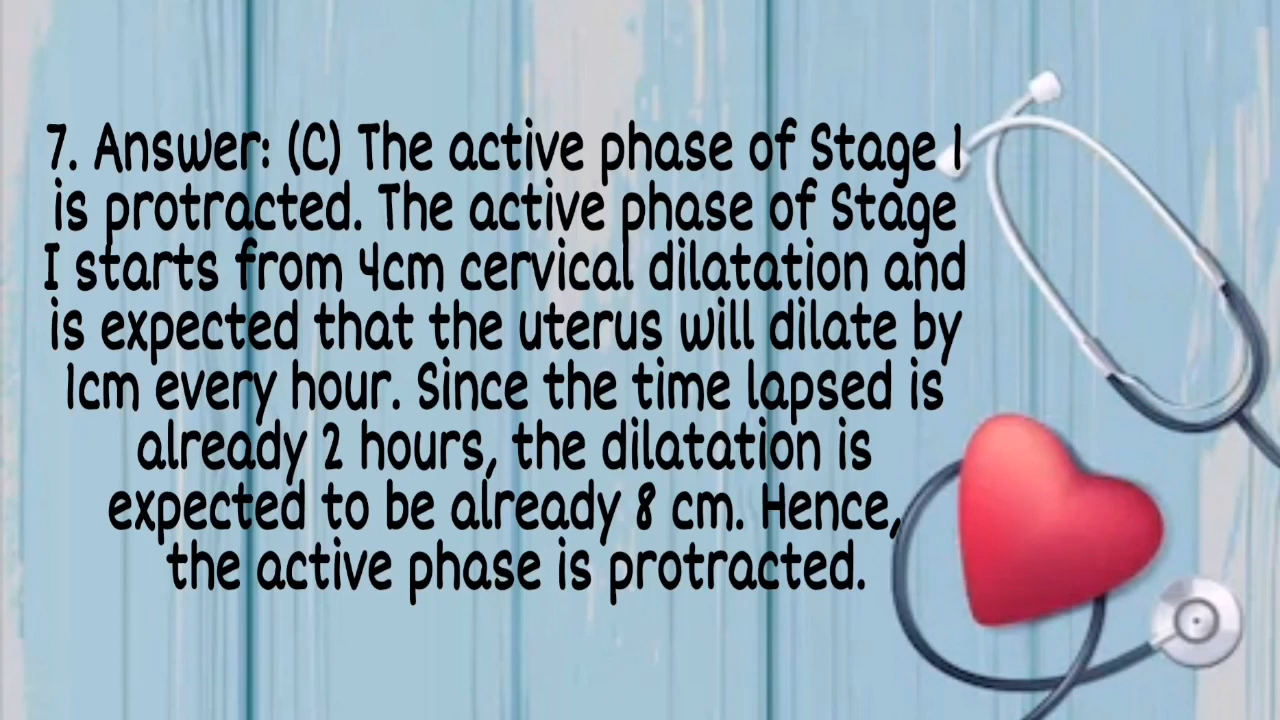 7. Answer: (C) The active phase of Stage 1
is protracted. The active phase of Stage
I starts from 4cm cervical dilatation and
is expected that the uterus will dilate by
1cm every hour. Since the time lapsed is
already 2 hours, the dilatation is
expected to be already 8 cm. Hence,
the active phase is protracted.